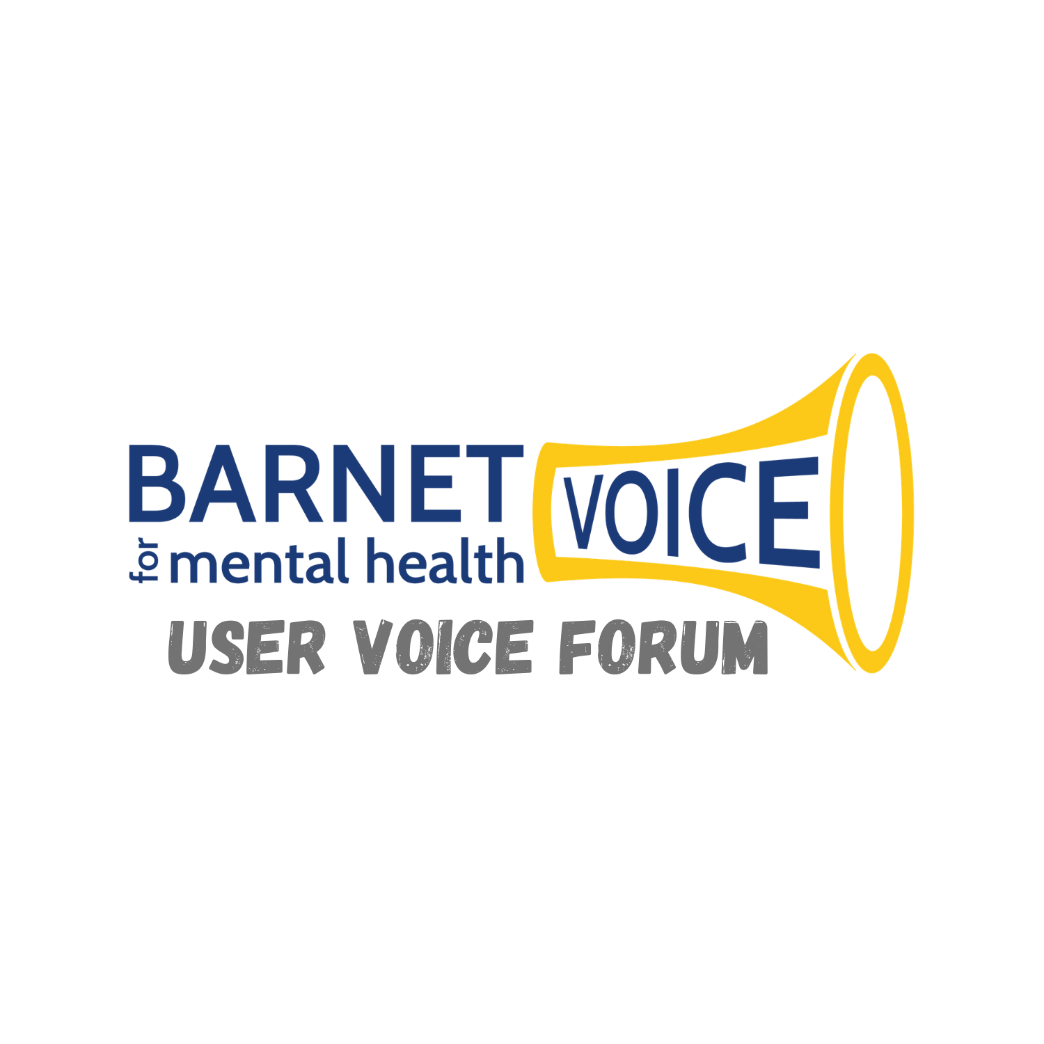 BARNET VOICE
for mental health
USER VOICE FORUM